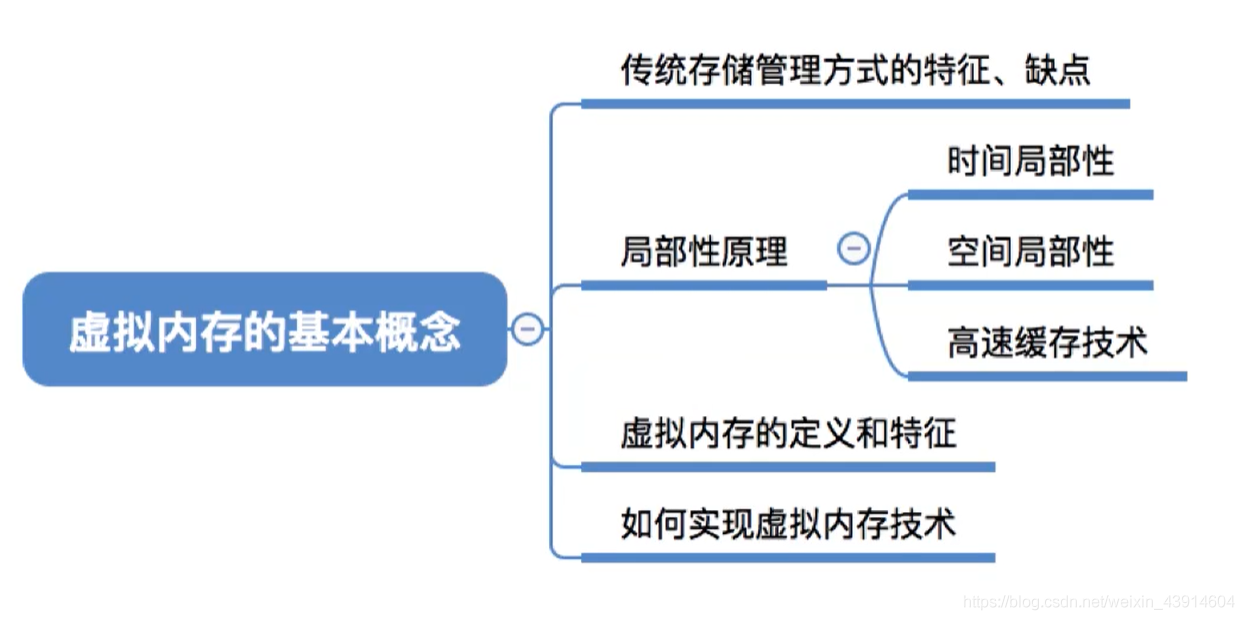 传统存储管理方式的特征、缺点
时间局部性
局部性原理
空间局部性
虚拟内存的基本概念
高速缓存技术
虚拟内存的定义和特征
如何实现虚拟内存技术
https://blog.csdn.net/weixin_43914604